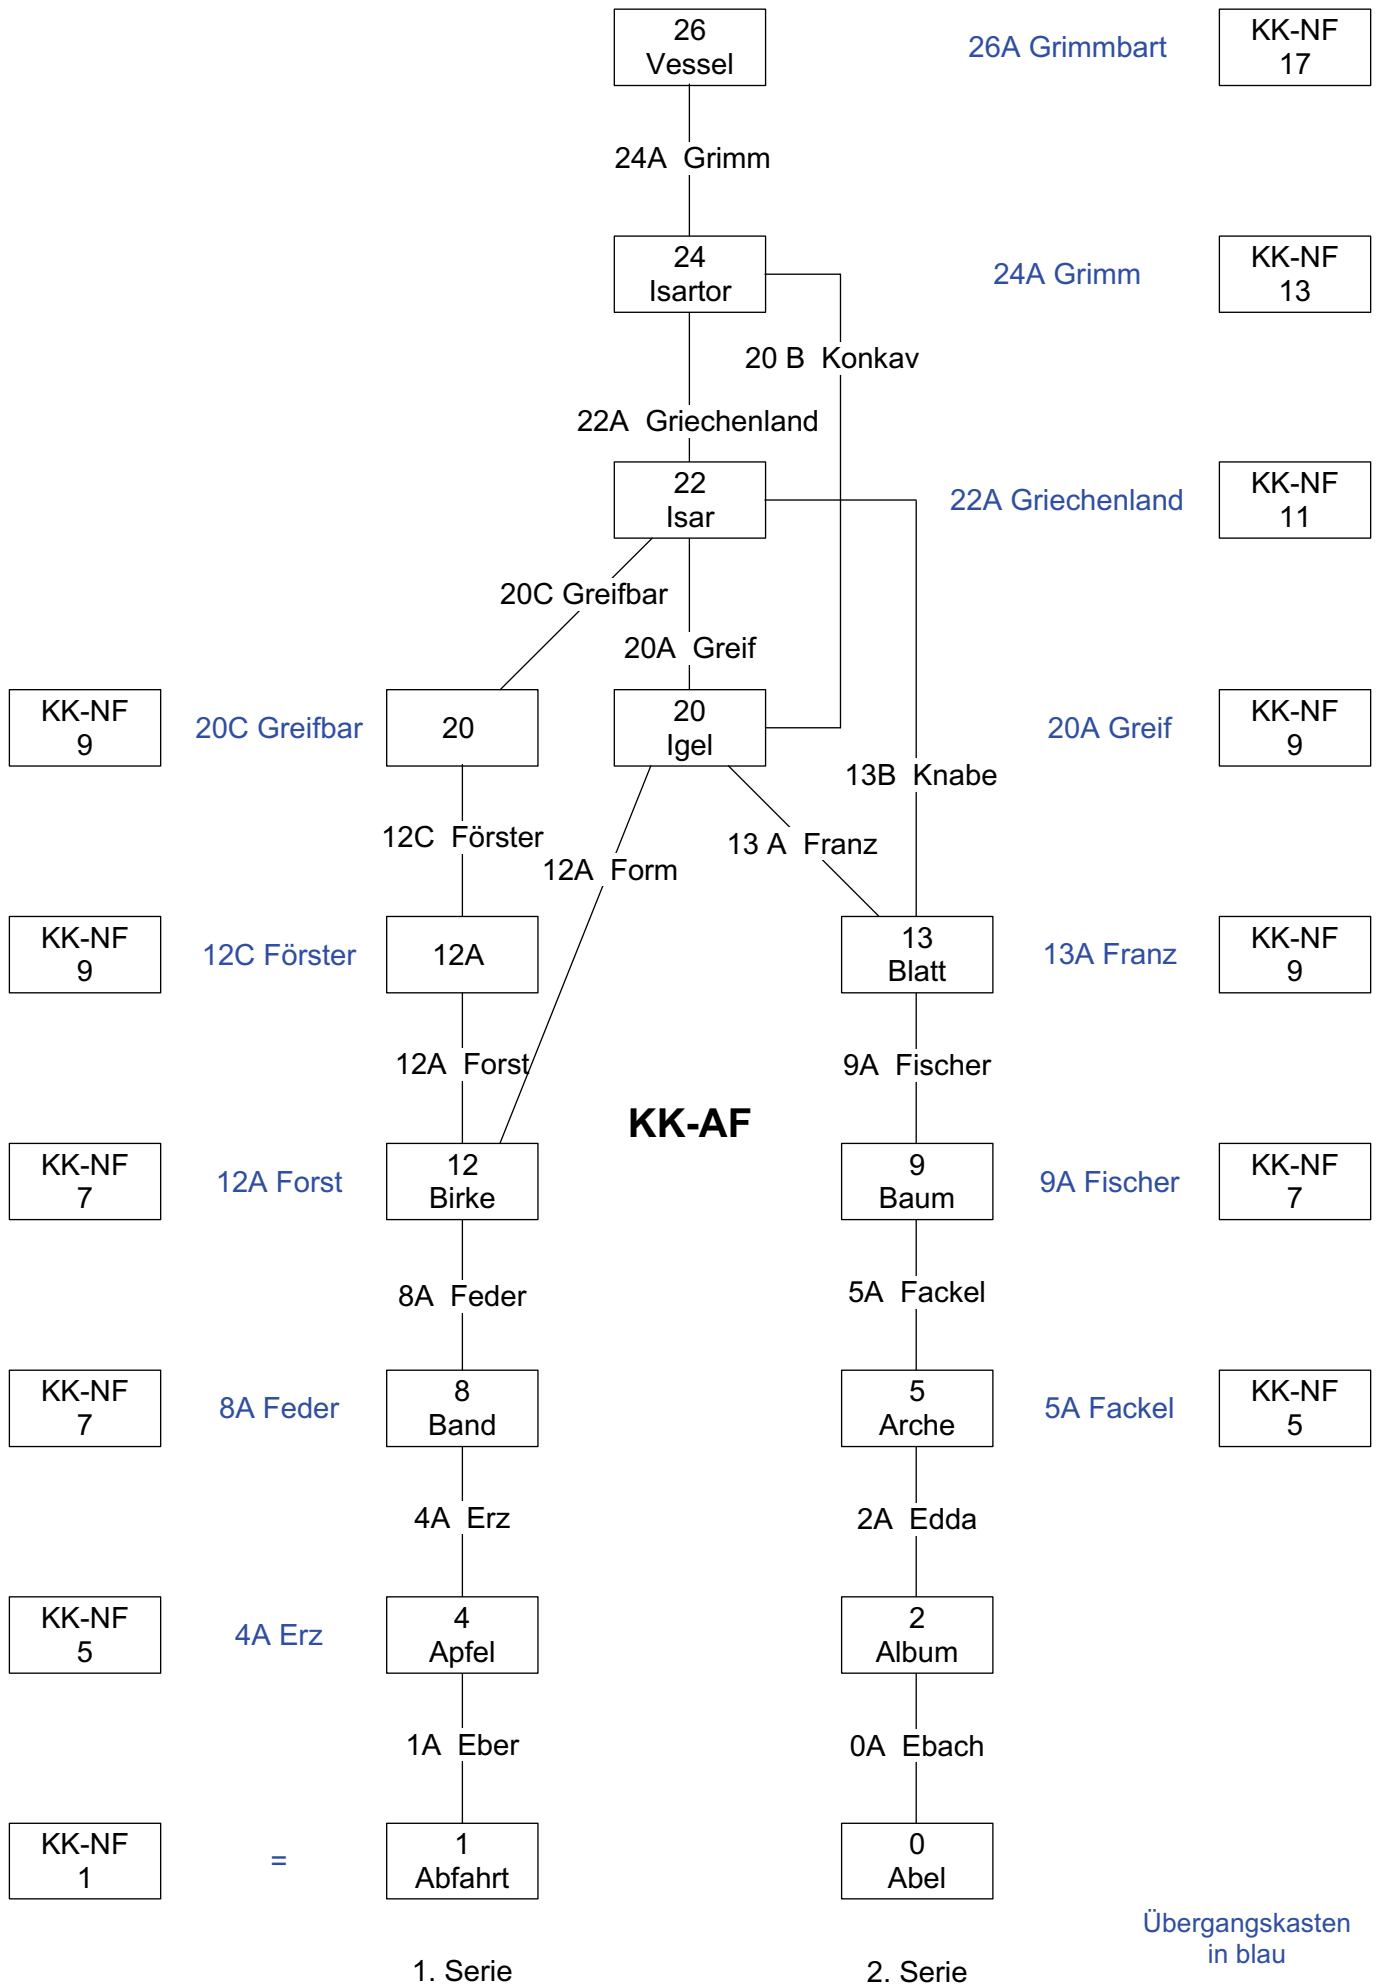 26
Vessel
26A Grimmbart
KK-NF
17
24A Grimm
24
Isartor
24A Grimm
KK-NF
13
20 B Konkav
22A Griechenland
22
Isar
22A Griechenland
KK-NF
11
20C Greifbar
20A Greif
KK-NF
9
20C Greifbar
20
20
Igel
20A Greif
KK-NF
9
13B Knabe
12C Förster
13 A Franz
12A Form
KK-NF
9
12C Förster
12A
13
Blatt
13A Franz
KK-NF
9
12A Forst
9A Fischer
KK-AF
KK-NF
7
12A Forst
12
Birke
9
Baum
9A Fischer
KK-NF
7
8A Feder
5A Fackel
KK-NF
7
8A Feder
8
Band
5
Arche
5A Fackel
KK-NF
5
4A Erz
2A Edda
KK-NF
5
4A Erz
4
Apfel
2
Album
1A Eber
0A Ebach
KK-NF
1
=
1
Abfahrt
0
Abel
Übergangskasten
in blau
1. Serie
2. Serie